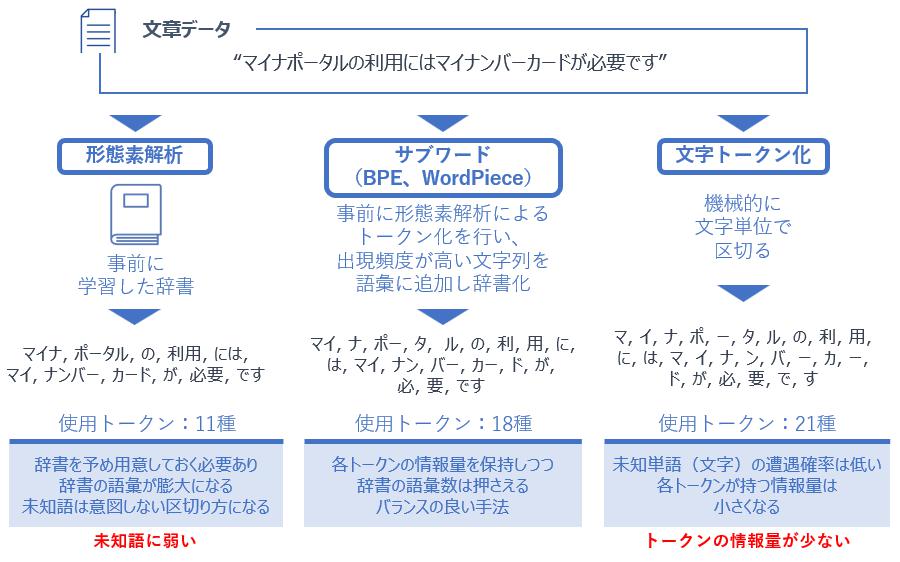 文章データ
“マイナポータルの利用にはマイナンバーカードが必要です”
形態素解析
事前に
学習した辞書
マイナ, ポータル, の, 利用, には,
マイ, ナンバー, カード, が, 必要, です
使用トークン：11種
辞書を予め用意しておく必要あり
辞書の語彙が膨大になる
未知語は意図しない区切り方になる
未知語に弱い
サブワード
（BPE、WordPiece）
事前に形態素解析による
トークン化を行い、
出現頻度が高い文字列を
語彙に追加し辞書化
マイ, ナ, ポー, タ, ル, の, 利, 用, に,
は, マイ, ナン, バー, カー, ド, が,
必, 要, です
使用トークン：18種
各トークンの情報量を保持しつつ
辞書の語彙数は押さえる
バランスの良い手法
文字トークン化
機械的に
文字単位で
区切る
マ, イ, ナ, ポ, ー, タ, ル, の, 利, 用,
に, は, マ, イ, ナ, ン, バ, ー, カ, ー,
ド, が, 必, 要, で, す
使用トークン：21種
未知単語（文字）の遭遇確率は低い
各トークンが持つ情報量は
小さくなる
トークンの情報量が少ない